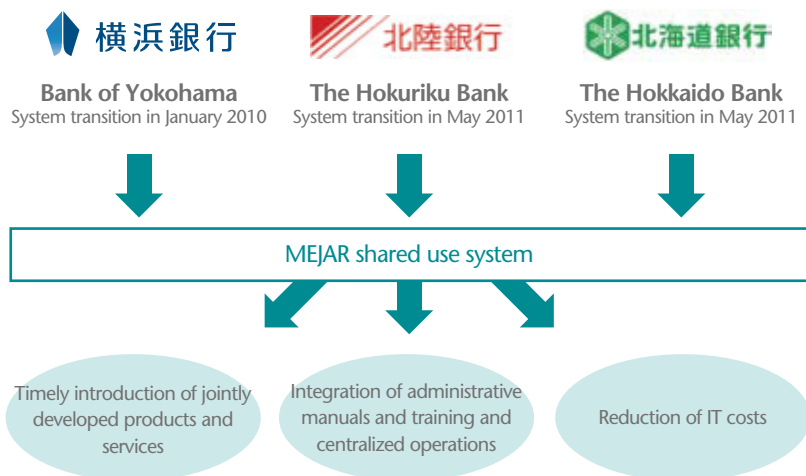 横浜銀行
北陸銀行
北海道銀行
Bank of Yokohama
System transition in January 2010
The Hokuriku Bank
System transition in May 2011
The Hokkaido Bank
System transition in May 2011
MEJAR shared use system
Timely introduction of jointly
developed products and
services
Integration of administrative
manuals and training and
centralized operations
Reduction of IT costs